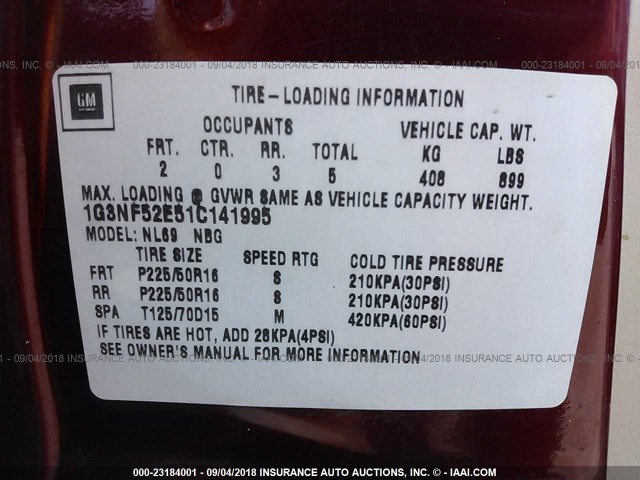 INC. - IAAI.COM 000-23184001 - 09/04/2018 INSURANCE AUTO AUCTIONS, INC. - IAAI.COM
GM
TIRE-LOADING INFORMATION
OCCUPANTS VEHICLE CAP. WT.
FRT. CTR. RR. TOTAL KG LBS
2 0 3 5 408 899
MAX. LOADING @ GVWR SAME AS VEHICLE CAPACITY WEIGHT.
1G3NF52E51C141995
MODEL: NL69 NBG
TIRE SIZE SPEED RTG COLD TIRE PRESSURE
FRT P225/50R16 S 210KPA(30PSI)
RR P225/50R16 S 210KPA(30PSI)
SPA T125/70D15 M 420KPA(60PSI)
IF TIRES ARE HOT, ADD 28KPA(4PSI)
SEE OWNER'S MANUAL FOR MORE INFORMATION
000-23184001 - 09/04/2018 INSURANCE AUTO AUCTIONS, INC. - IAAI.COM